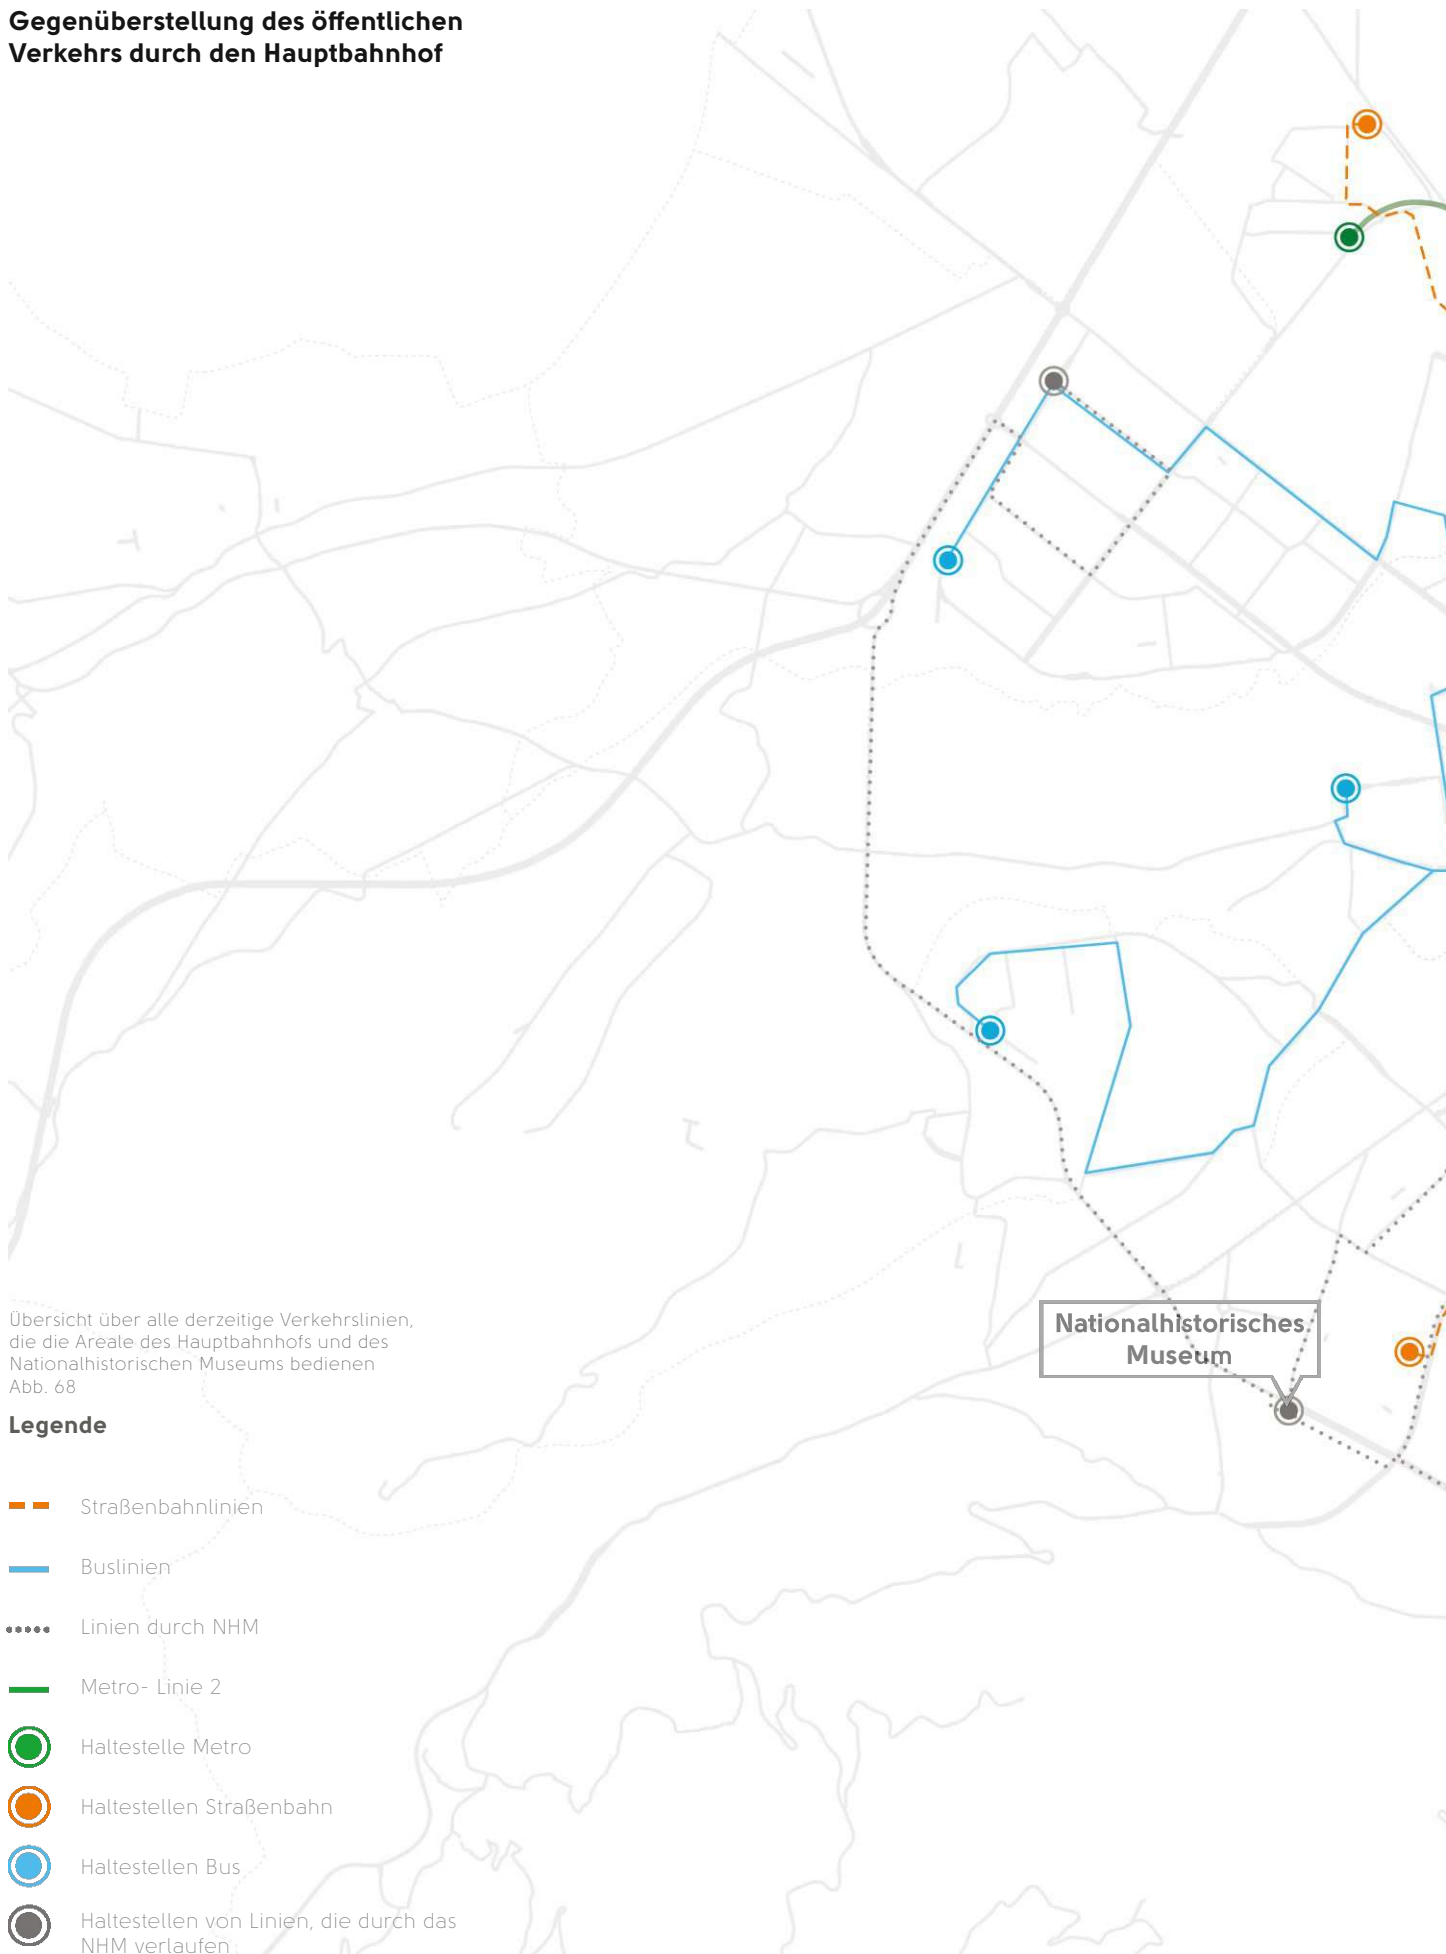 Gegenüberstellung des öffentlichen
Verkehrs durch den Hauptbahnhof
Nationalhistorisches
Museum
Übersicht über alle derzeitige Verkehrslinien,
die die Areale des Hauptbahnhofs und des
Nationalhistorischen Museums bedienen
Abb. 68
Legende
Straßenbahnlinien
Buslinien
Linien durch NHM
Metro- Linie 2
Haltestelle Metro
Haltestellen Straßenbahn
Haltestellen Bus
Haltestellen von Linien, die durch das
NHM verlaufen